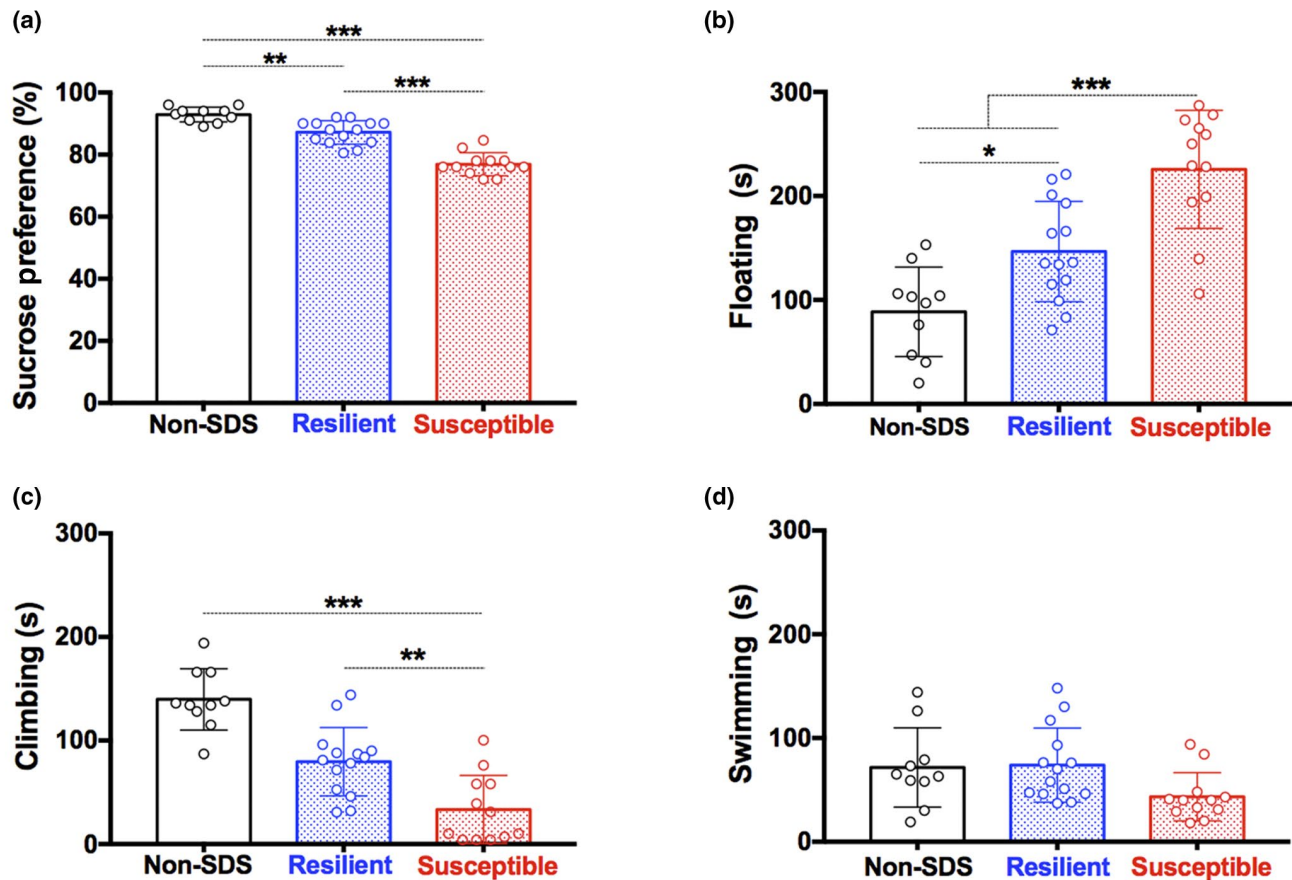 (a)
Sucrose preference (%)
100
80
60
40
20
0
***
**
***
Non-SDS Resilient Susceptible
(b)
Floating (s)
300
200
100
0
***
*
Non-SDS Resilient Susceptible
(c)
Climbing (s)
300
200
100
0
***
**
Non-SDS Resilient Susceptible
(d)
Swimming (s)
300
200
100
0
Non-SDS Resilient Susceptible